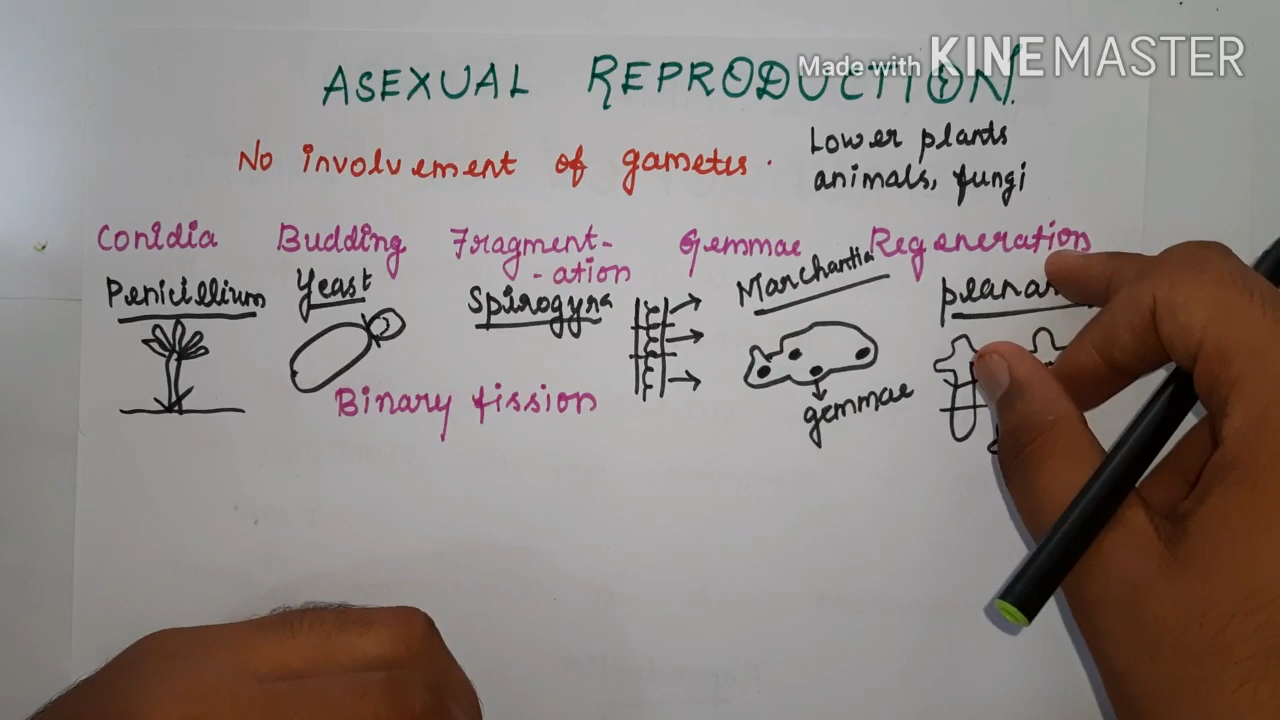 ASEXUAL REPRODUCTION.
Made with KINEMASTER
No involvement of gametes.
Lower plants
animals, fungi
Conidia
Penicillium
Budding
Yeast
Fragment-
-ation
Spirogyra
Gemmae
Marchantia
gemmae
Regeneration
Binary fission